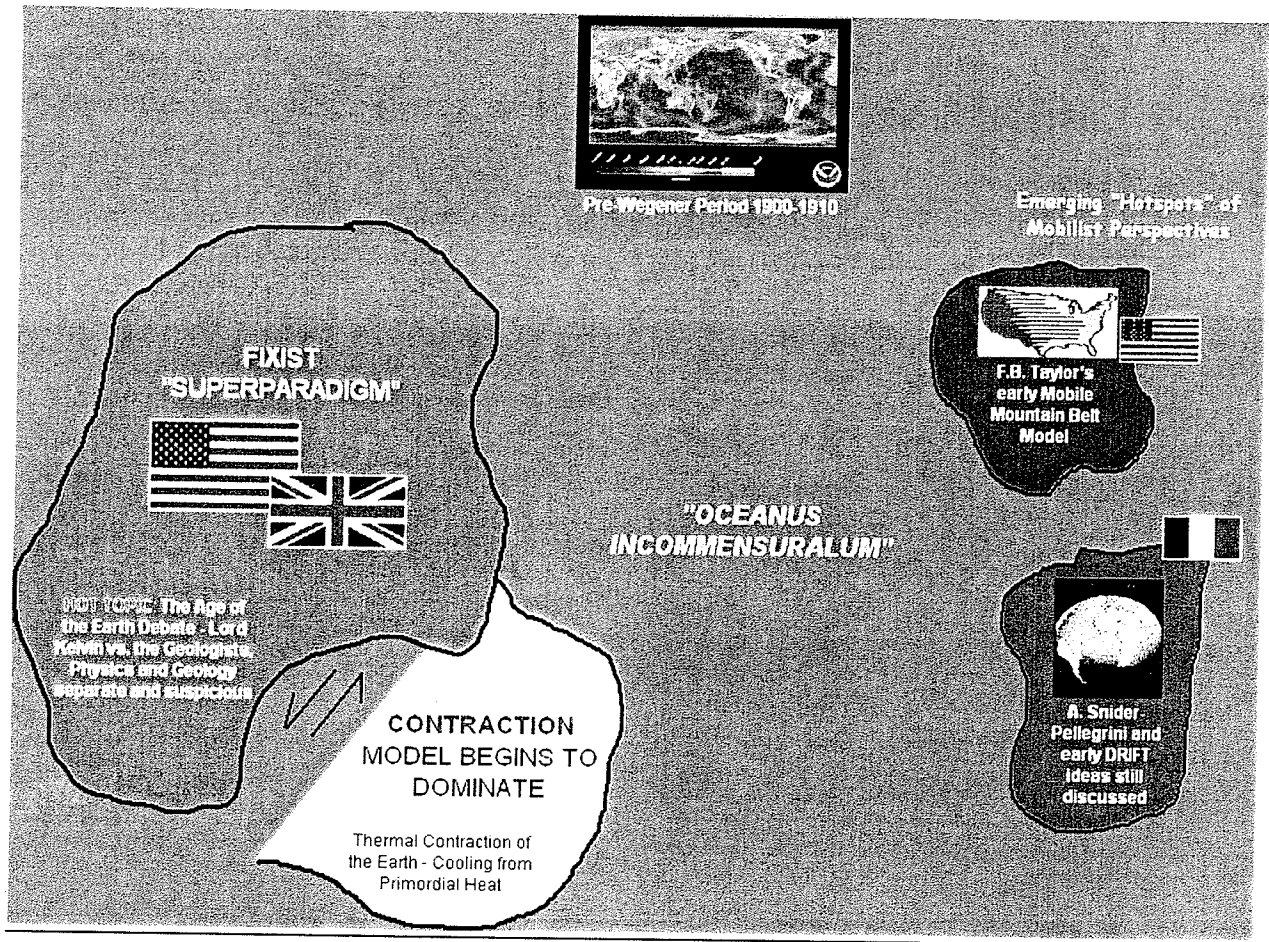 Pre-Wegener Period 1900-1910
Emerging "Hotspots" of
Mobilist Perspectives
FIXIST
"SUPERPARADIGM"
F.B. Taylor's
early Mobile
Mountain Belt
Model
"OCEANUS
INCOMMENSURALUM"
HOT TOPIC: The Age of
the Earth Debate - Lord
Kelvin vs. the Geologists.
Physics and Geology
separate and suspicious
CONTRACTION
MODEL BEGINS TO
DOMINATE
Thermal Contraction of
the Earth - Cooling from
Primordial Heat
A. Snider
Pellegrini and
early DRIFT
ideas still
discussed